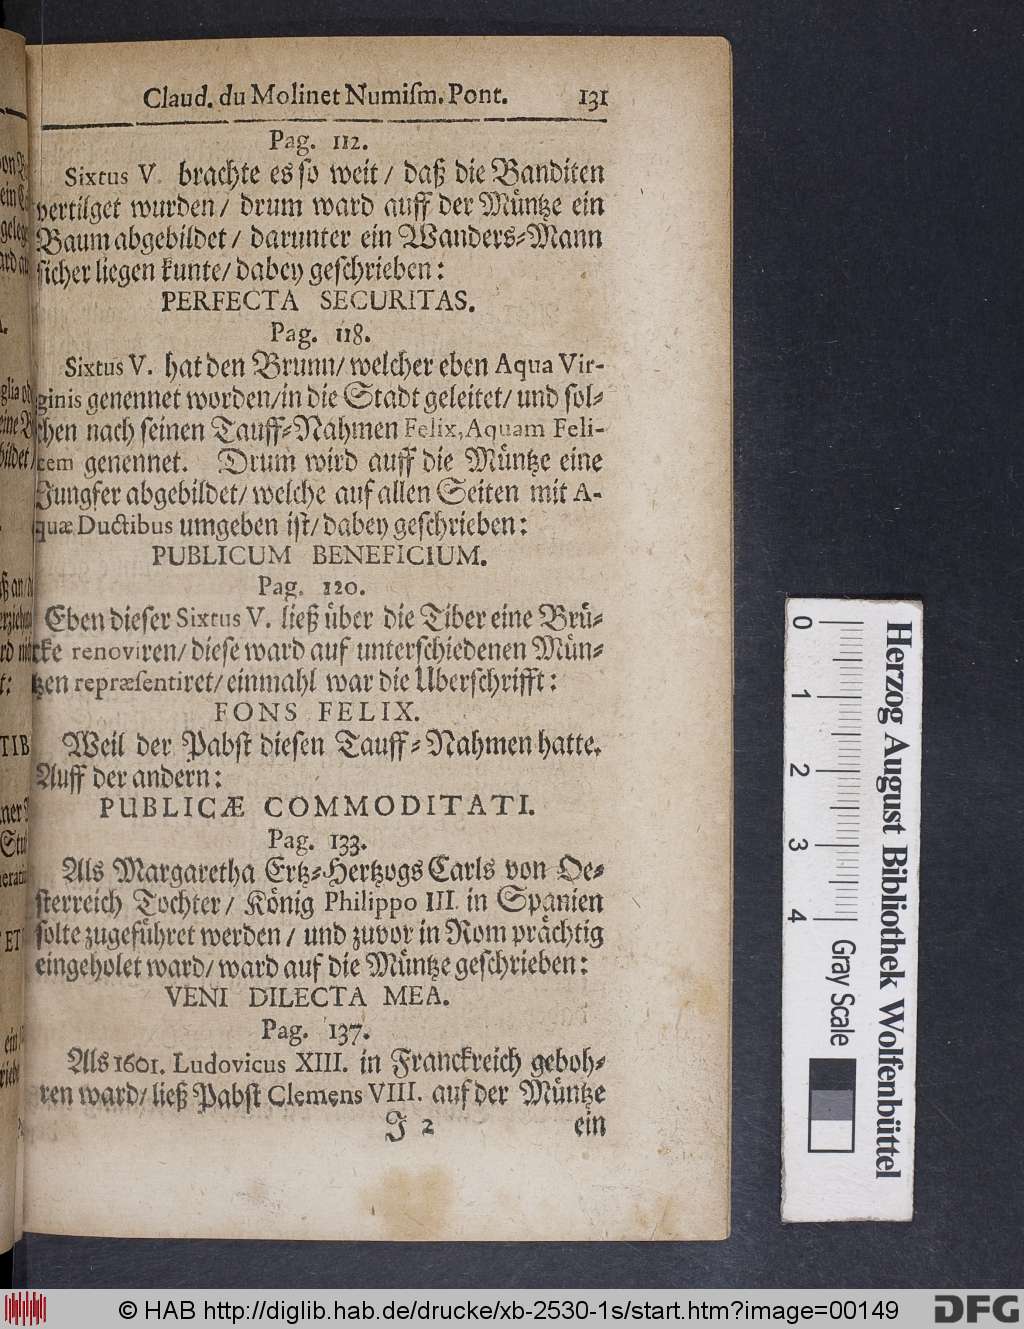 Claud. du Molinet Numiſm. Pont. 131
Pag. 112.
Sixtus V. brachte es ſo weit / daß die Banditen
vertilget wurden / drum ward auff der Müntze ein
Baum abgebildet / darunter ein Wanders⸗Mann
ſicher liegen kunte / dabey geſchrieben:
PERFECTA SECURITAS.
Pag. 118.
Sixtus V. hat den Brunn / welcher eben Aqua Vir-
ginis genennet worden / in die Stadt geleitet / und ſol⸗
chen nach ſeinen Tauff⸗Nahmen Felix, Aquam Feli-
cem genennet. Drum wird auff die Müntze eine
Jungfer abgebildet / welche auf allen Seiten mit A-
quæ Ductibus umgeben iſt / dabey geſchrieben:
PUBLICUM BENEFICIUM.
Pag. 120.
Eben dieſer Sixtus V. ließ über die Tiber eine Brü⸗
cke renoviren / dieſe ward auf unterſchiedenen Mün⸗
tzen repræſentiret / einmahl war die Uberſchrifft:
FONS FELIX.
Weil der Pabſt dieſen Tauff⸗Nahmen hatte.
Auff der andern:
PUBLICÆ COMMODITATI.
Pag. 133.
Als Margaretha Ertz⸗Hertzogs Carls von Oe⸗
ſterreich Tochter / König Philippo III. in Spanien
ſolte zugeführet werden / und zuvor in Rom prächtig
eingeholet ward / ward auf die Müntze geſchrieben:
VENI DILECTA MEA.
Pag. 137.
Als 1601. Ludovicus XIII. in Franckreich geboh⸗
ren ward / ließ Pabſt Clemens VIII. auf der Müntze
J 2 ein
0 1 2 3 4
Gray Scale
Herzog August Bibliothek Wolfenbüttel
© HAB http://diglib.hab.de/drucke/xb-2530-1s/start.htm?image=00149
DFG